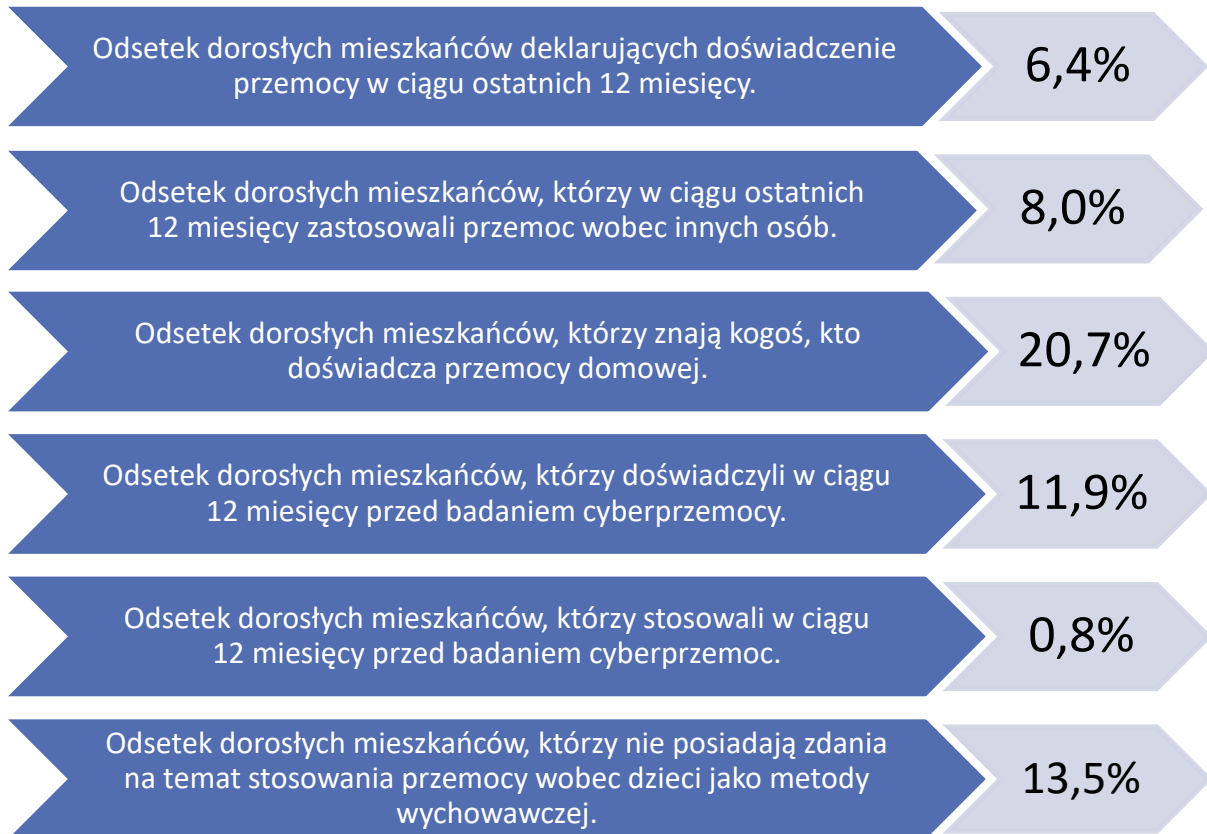 Odsetek dorosłych mieszkańców deklarujących doświadczenie
przemocy w ciągu ostatnich 12 miesięcy.
6,4%
Odsetek dorosłych mieszkańców, którzy w ciągu ostatnich
12 miesięcy zastosowali przemoc wobec innych osób.
8,0%
Odsetek dorosłych mieszkańców, którzy znają kogoś, kto
doświadcza przemocy domowej.
20,7%
Odsetek dorosłych mieszkańców, którzy doświadczyli w ciągu
12 miesięcy przed badaniem cyberprzemocy.
11,9%
Odsetek dorosłych mieszkańców, którzy stosowali w ciągu
12 miesięcy przed badaniem cyberprzemoc.
0,8%
Odsetek dorosłych mieszkańców, którzy nie posiadają zdania
na temat stosowania przemocy wobec dzieci jako metody
wychowawczej.
13,5%